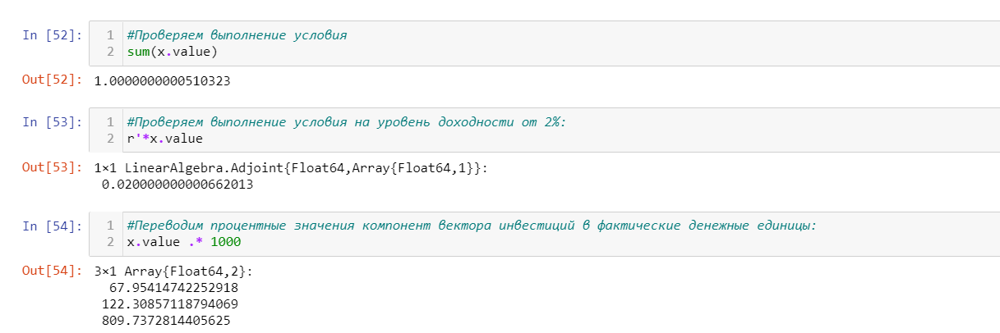 In [52]: 1 #Проверяем выполнение условия
2 sum(x.value)
Out[52]: 1.0000000000510323
In [53]: 1 #Проверяем выполнение условия на уровень доходности от 2%:
2 r'*x.value
Out[53]: 1×1 LinearAlgebra.Adjoint{Float64,Array{Float64,1}}:
0.020000000000662013
In [54]: 1 #Переводим процентные значения компонент вектора инвестиций в фактические денежные единицы:
2 x.value .* 1000
Out[54]: 3×1 Array{Float64,2}:
67.95414742252918
122.30857118794069
809.7372814405625